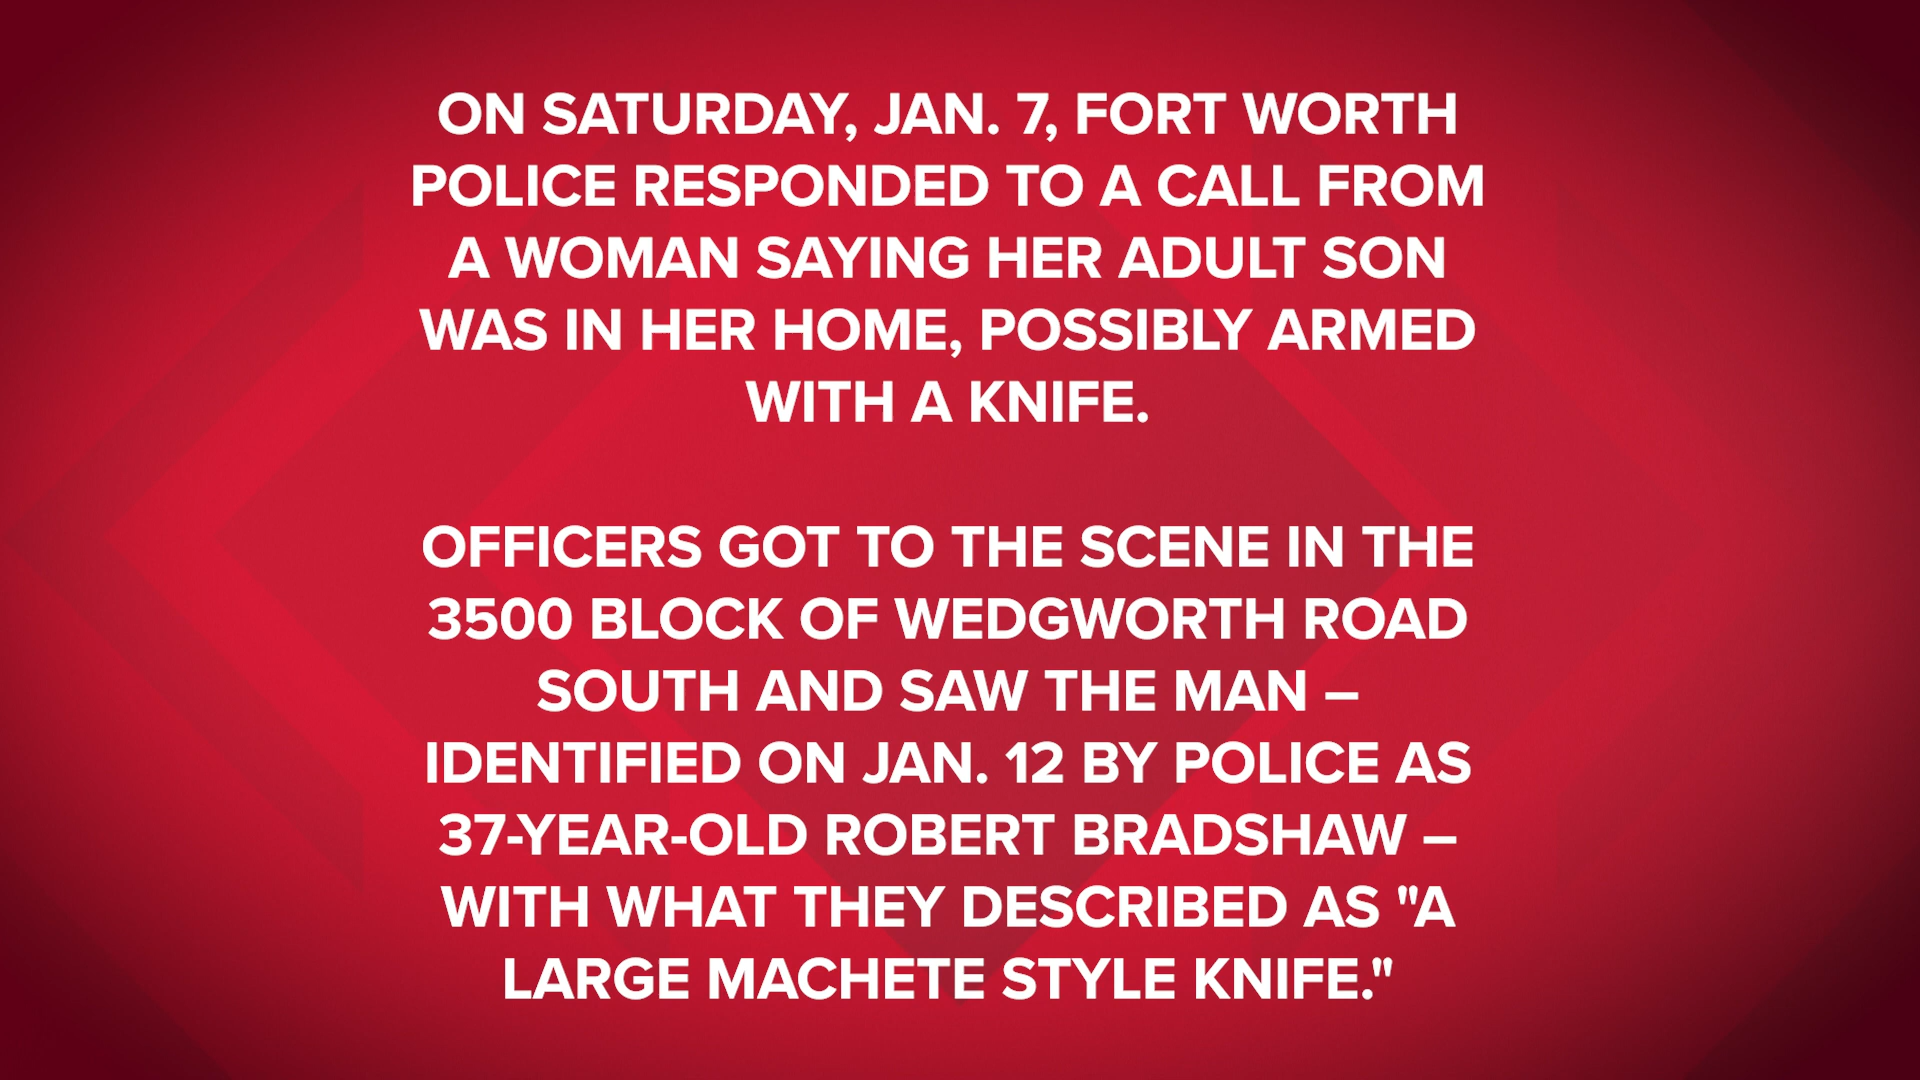 ON SATURDAY, JAN. 7, FORT WORTH
POLICE RESPONDED TO A CALL FROM
A WOMAN SAYING HER ADULT SON
WAS IN HER HOME, POSSIBLY ARMED
WITH A KNIFE.
OFFICERS GOT TO THE SCENE IN THE
3500 BLOCK OF WEDGWORTH ROAD
SOUTH AND SAW THE MAN –
IDENTIFIED ON JAN. 12 BY POLICE AS
37-YEAR-OLD ROBERT BRADSHAW –
WITH WHAT THEY DESCRIBED AS "A
LARGE MACHETE STYLE KNIFE."